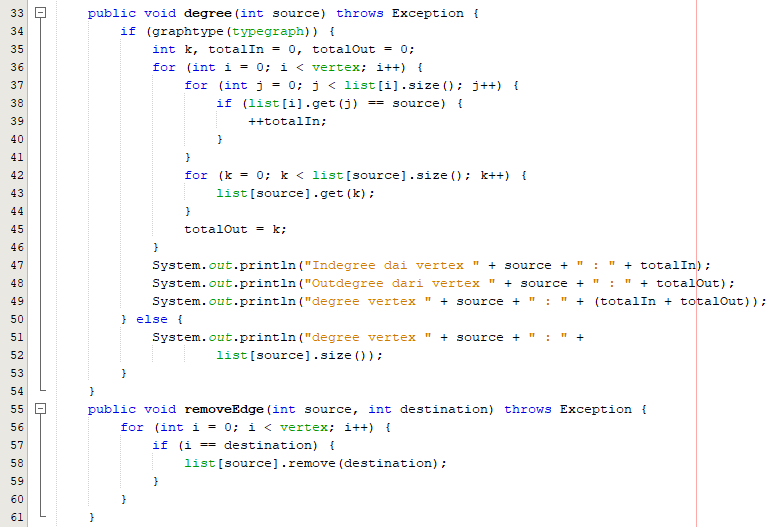 33 public void degree(int source) throws Exception {
34 if (graphtype(typegraph)) {
35 int k, totalIn = 0, totalOut = 0;
36 for (int i = 0; i < vertex; i++) {
37 for (int j = 0; j < list[i].size(); j++) {
38 if (list[i].get(j) == source) {
39 ++totalIn;
40 }
41 }
42 for (k = 0; k < list[source].size(); k++) {
43 list[source].get(k);
44 }
45 totalOut = k;
46 }
47 System.out.println("Indegree dai vertex " + source + " : " + totalIn);
48 System.out.println("Outdegree dari vertex " + source + " : " + totalOut);
49 System.out.println("degree vertex " + source + " : " + (totalIn + totalOut));
50 } else {
51 System.out.println("degree vertex " + source + " : " +
52 list[source].size());
53 }
54 }
55 public void removeEdge(int source, int destination) throws Exception {
56 for (int i = 0; i < vertex; i++) {
57 if (i == destination) {
58 list[source].remove(destination);
59 }
60 }
61 }